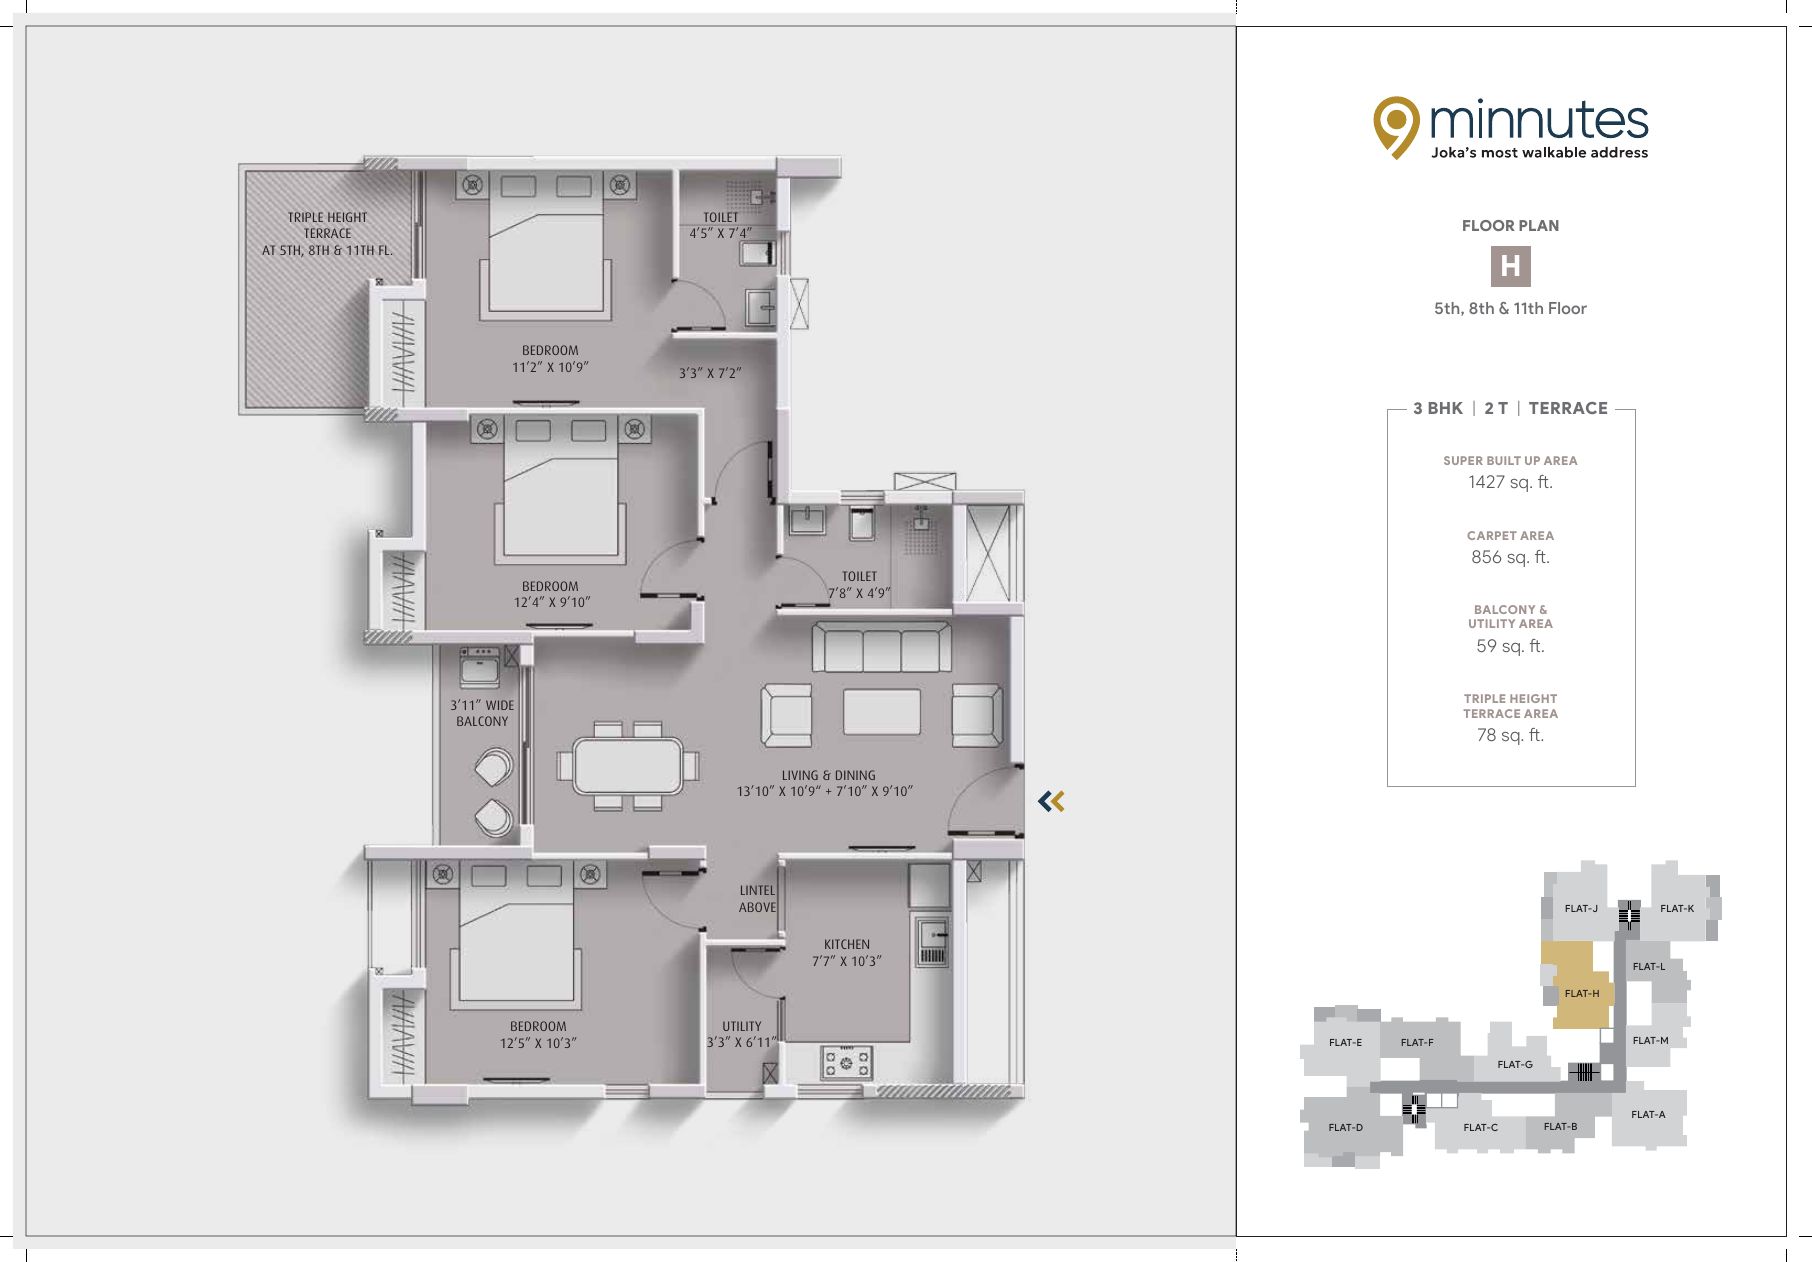 TRIPLE HEIGHT
TERRACE
AT 5TH, 8TH & 11TH FL.
TOILET
4'5" X 7'4"
BEDROOM
11'2" X 10'9"
3'3" X 7'2"
BEDROOM
12'4" X 9'10"
TOILET
7'8" X 4'9"
3'11" WIDE
BALCONY
LIVING & DINING
13'10" X 10'9" + 7'10" X 9'10"
LINTEL
ABOVE
KITCHEN
7'7" X 10'3"
BEDROOM
12'5" X 10'3"
UTILITY
3'3" X 6'11"
9 minnutes
Joka's most walkable address
FLOOR PLAN
H
5th, 8th & 11th Floor
3 BHK | 2 T | TERRACE
SUPER BUILT UP AREA
1427 sq. ft.
CARPET AREA
856 sq. ft.
BALCONY &
UTILITY AREA
59 sq. ft.
TRIPLE HEIGHT
TERRACE AREA
78 sq. ft.
FLAT-J
FLAT-K
FLAT-L
FLAT-H
FLAT-E
FLAT-F
FLAT-M
FLAT-G
FLAT-A
FLAT-D
FLAT-C
FLAT-B